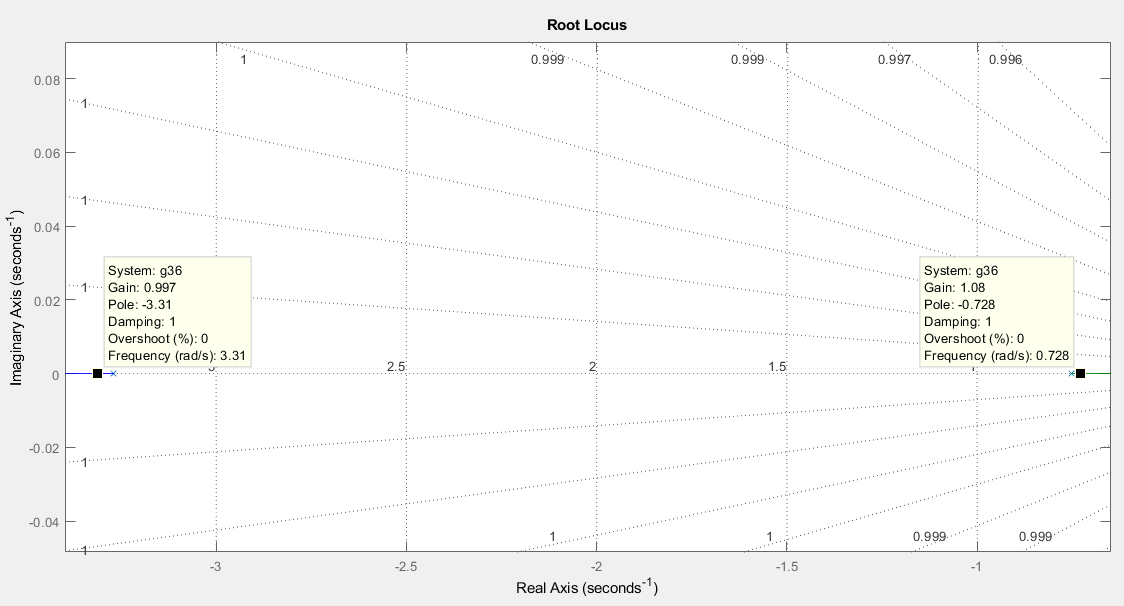 Root Locus
1
0.999
0.999
0.997
0.996
0.08
1
0.06
0.04
1
0.02
1
System: g36
Gain: 0.997
Pole: -3.31
Damping: 1
Overshoot (%): 0
Frequency (rad/s): 3.31
System: g36
Gain: 1.08
Pole: -0.728
Damping: 1
Overshoot (%): 0
Frequency (rad/s): 0.728
2.5
2
1.5
0
-0.02
1
-0.04
1
1
1
0.999
0.999
-3
-2.5
-2
-1.5
-1
Real Axis (seconds-1)
Imaginary Axis (seconds-1)